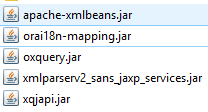 apache-xmlbeans.jar
orai18n-mapping.jar
oxquery.jar
xmlparserv2_sans_jaxp_services.jar
xqjapi.jar